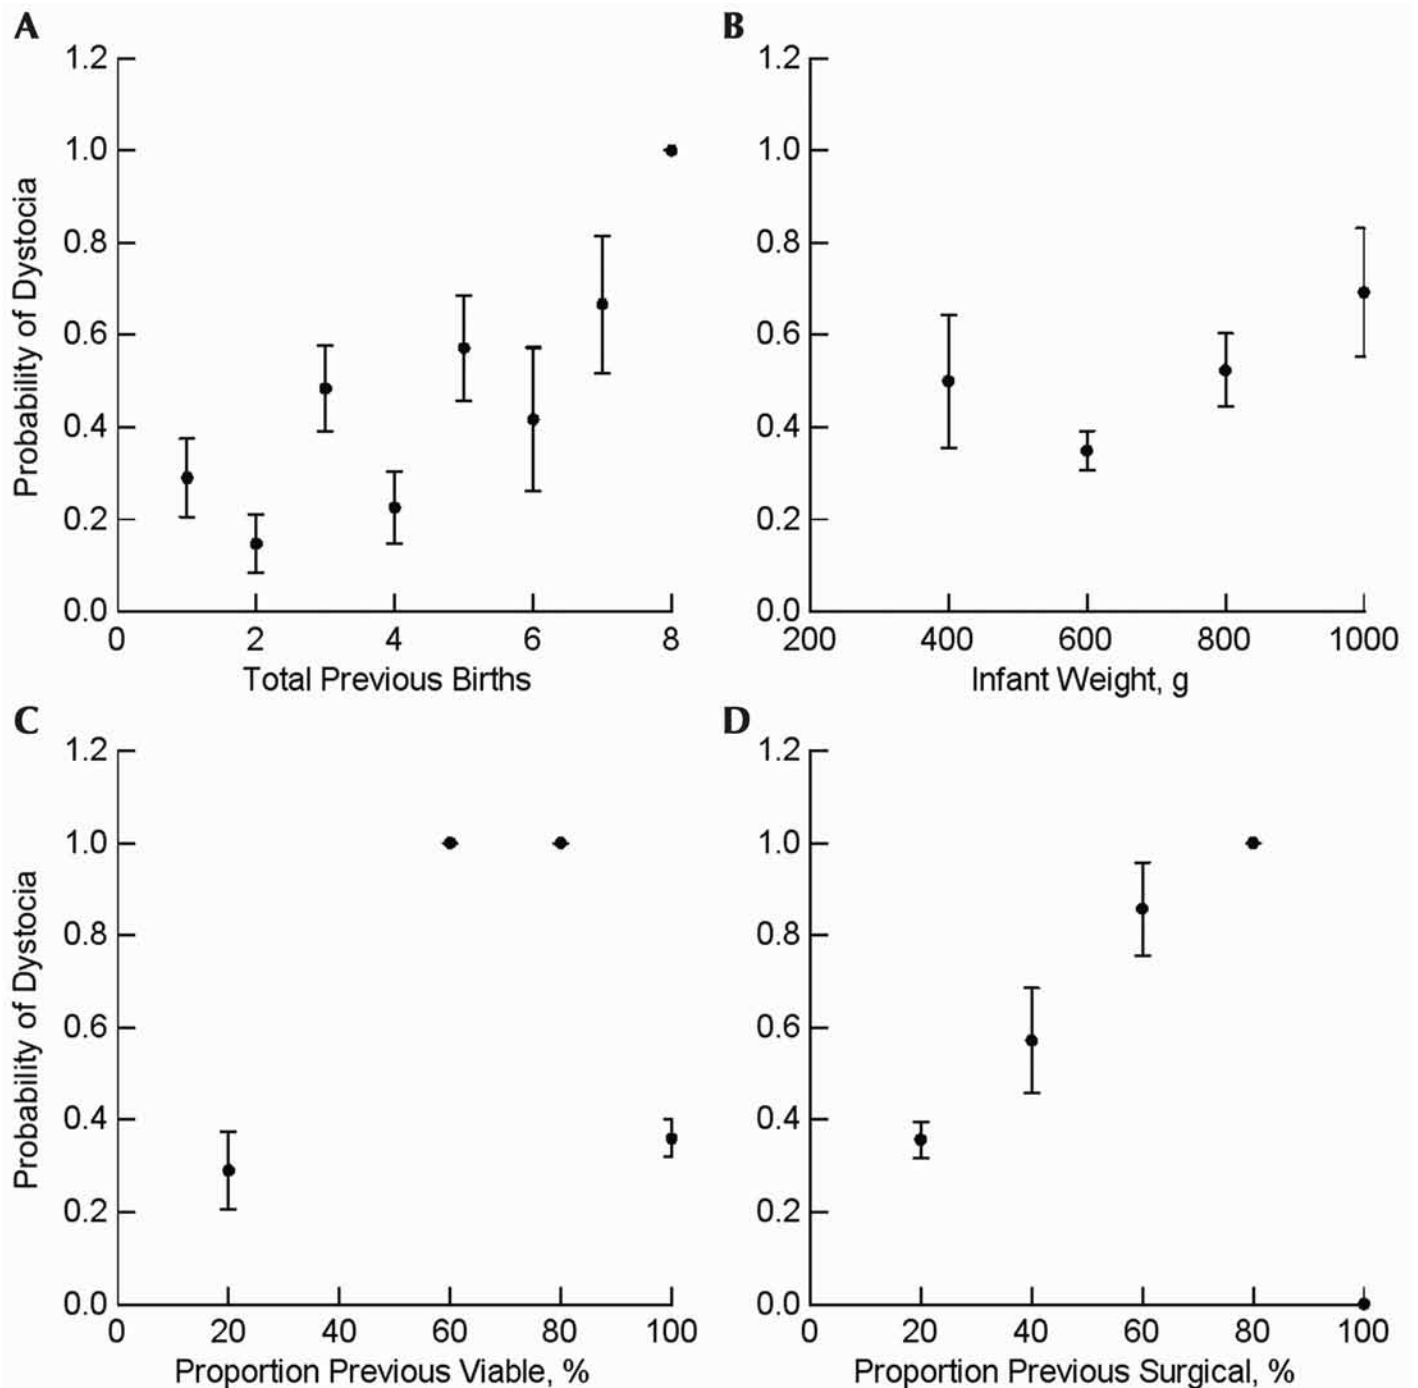 A
B
1.2
1.0
0.8
0.6
0.4
0.2
0.0
Probability of Dystocia
0 2 4 6 8
Total Previous Births
1.2
1.0
0.8
0.6
0.4
0.2
0.0
200 400 600 800 1000
Infant Weight, g
C
D
1.2
1.0
0.8
0.6
0.4
0.2
0.0
Probability of Dystocia
0 20 40 60 80 100
Proportion Previous Viable, %
1.2
1.0
0.8
0.6
0.4
0.2
0.0
0 20 40 60 80 100
Proportion Previous Surgical, %